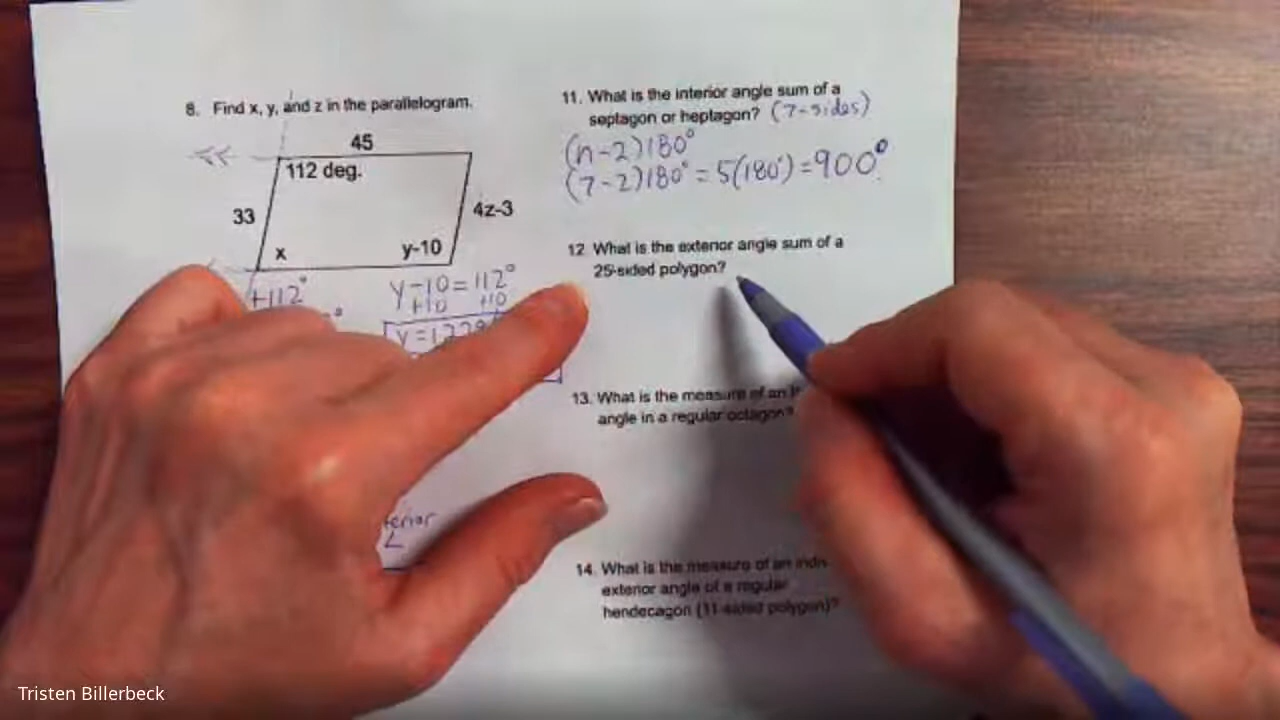 8. Find x, y, and z in the parallelogram.
45
112 deg.
33
4z-3
x
y-10
+112°
y-10=112°
+10 +10
y=122°
terior
∠
11. What is the interior angle sum of a
septagon or heptagon? (7-sides)
(n-2)180°
(7-2)180°=5(180°)=900°
12 What is the exterior angle sum of a
25-sided polygon?
13. What is the measure of an
angle in a regular octagon?
14. What is the measure of an
exterior angle of a regular
hendecagon (11-sided polygon)?
Tristen Billerbeck